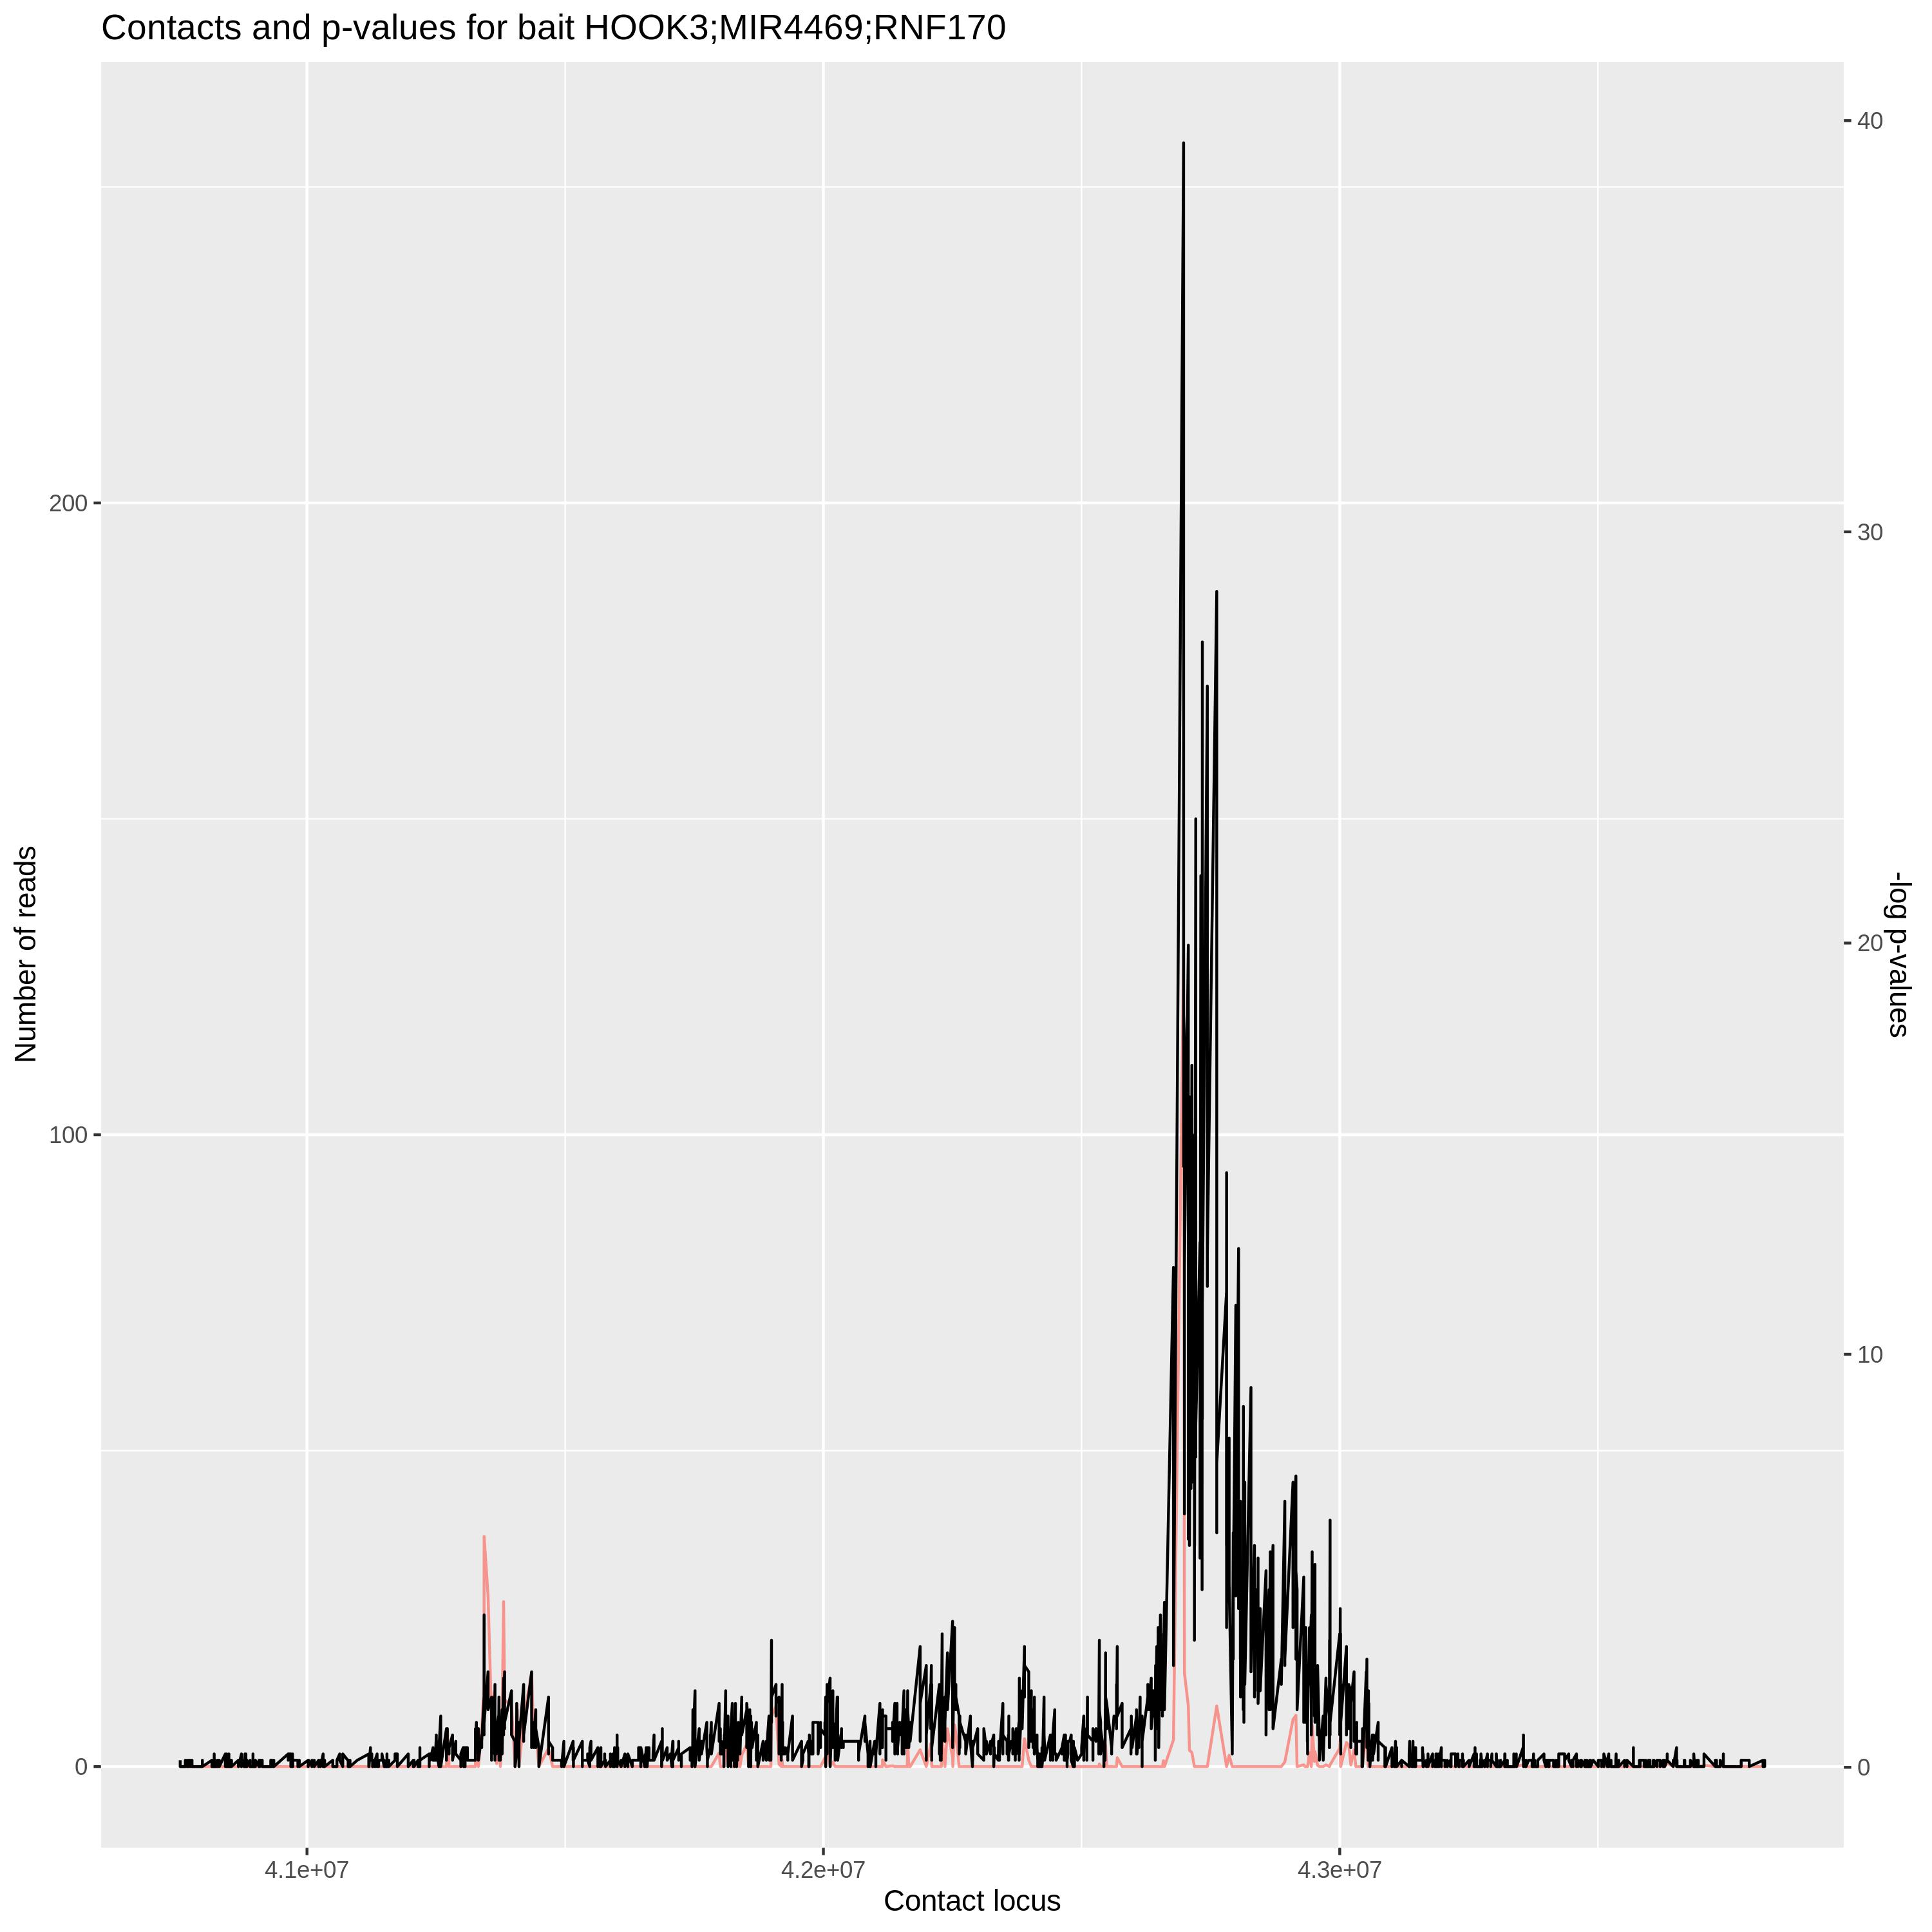 Contacts and p-values for bait HOOK3;MIR4469;RNF170
40
200
30
Number of reads
-log p-values
20
100
10
0
0
4.1e+07
4.2e+07
4.3e+07
Contact locus